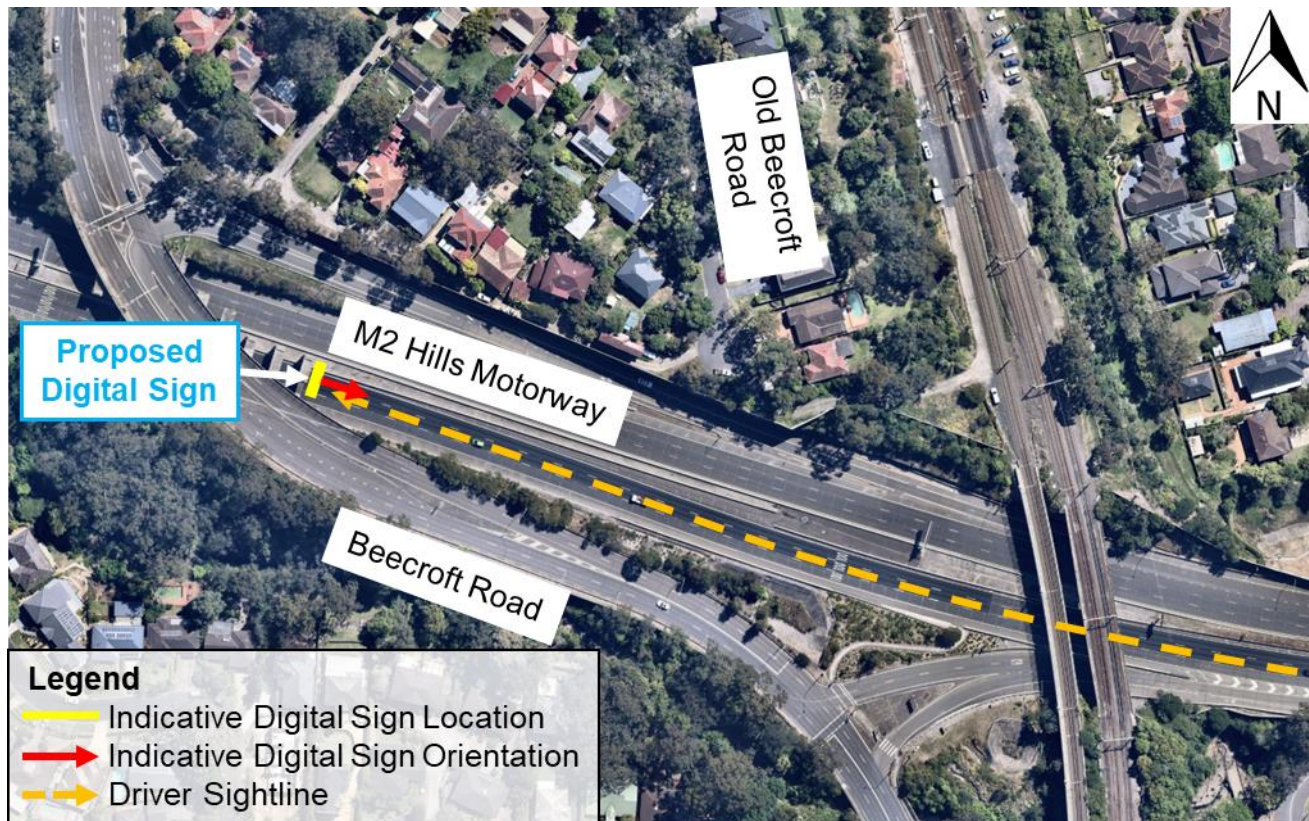 N
Old Beecroft
Road
Proposed
Digital Sign
M2 Hills Motorway
Beecroft Road
Legend
Indicative Digital Sign Location
Indicative Digital Sign Orientation
Driver Sightline